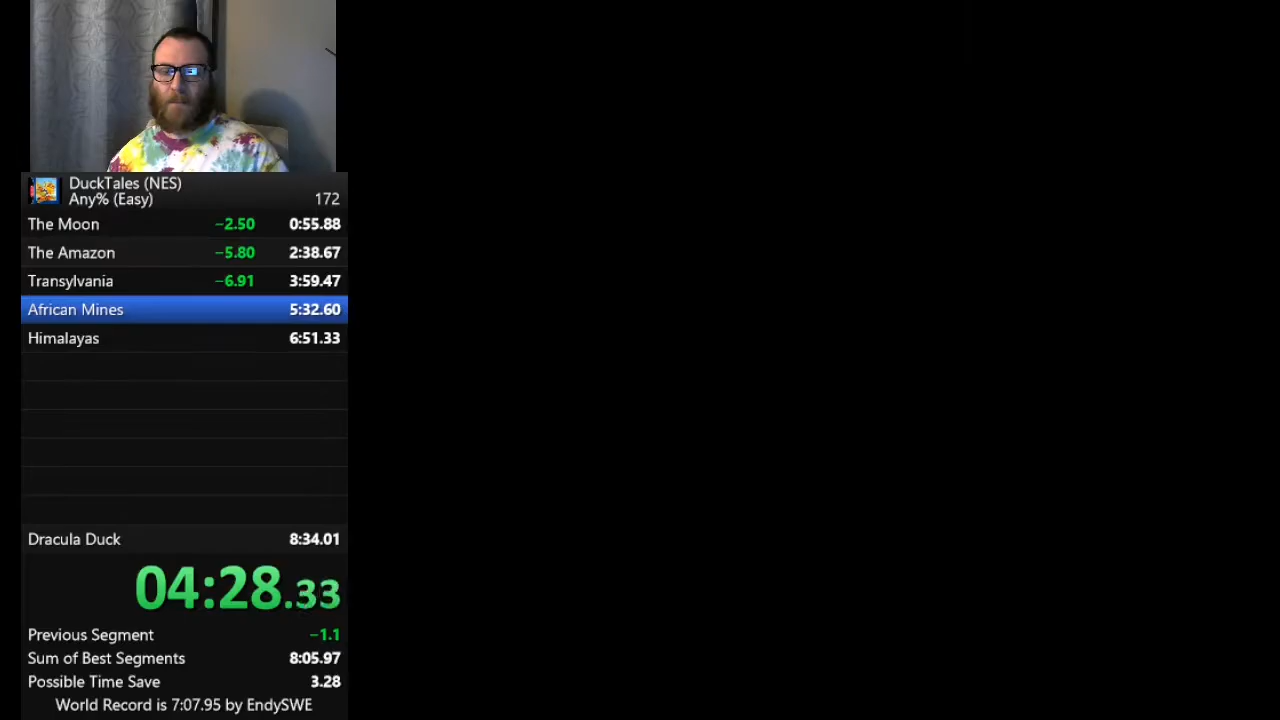 DuckTales (NES)
Any% (Easy) 172
The Moon −2.50 0:55.88
The Amazon −5.80 2:38.67
Transylvania −6.91 3:59.47
African Mines 5:32.60
Himalayas 6:51.33
Dracula Duck 8:34.01
04:28.33
Previous Segment −1.1
Sum of Best Segments 8:05.97
Possible Time Save 3.28
World Record is 7:07.95 by EndySWE